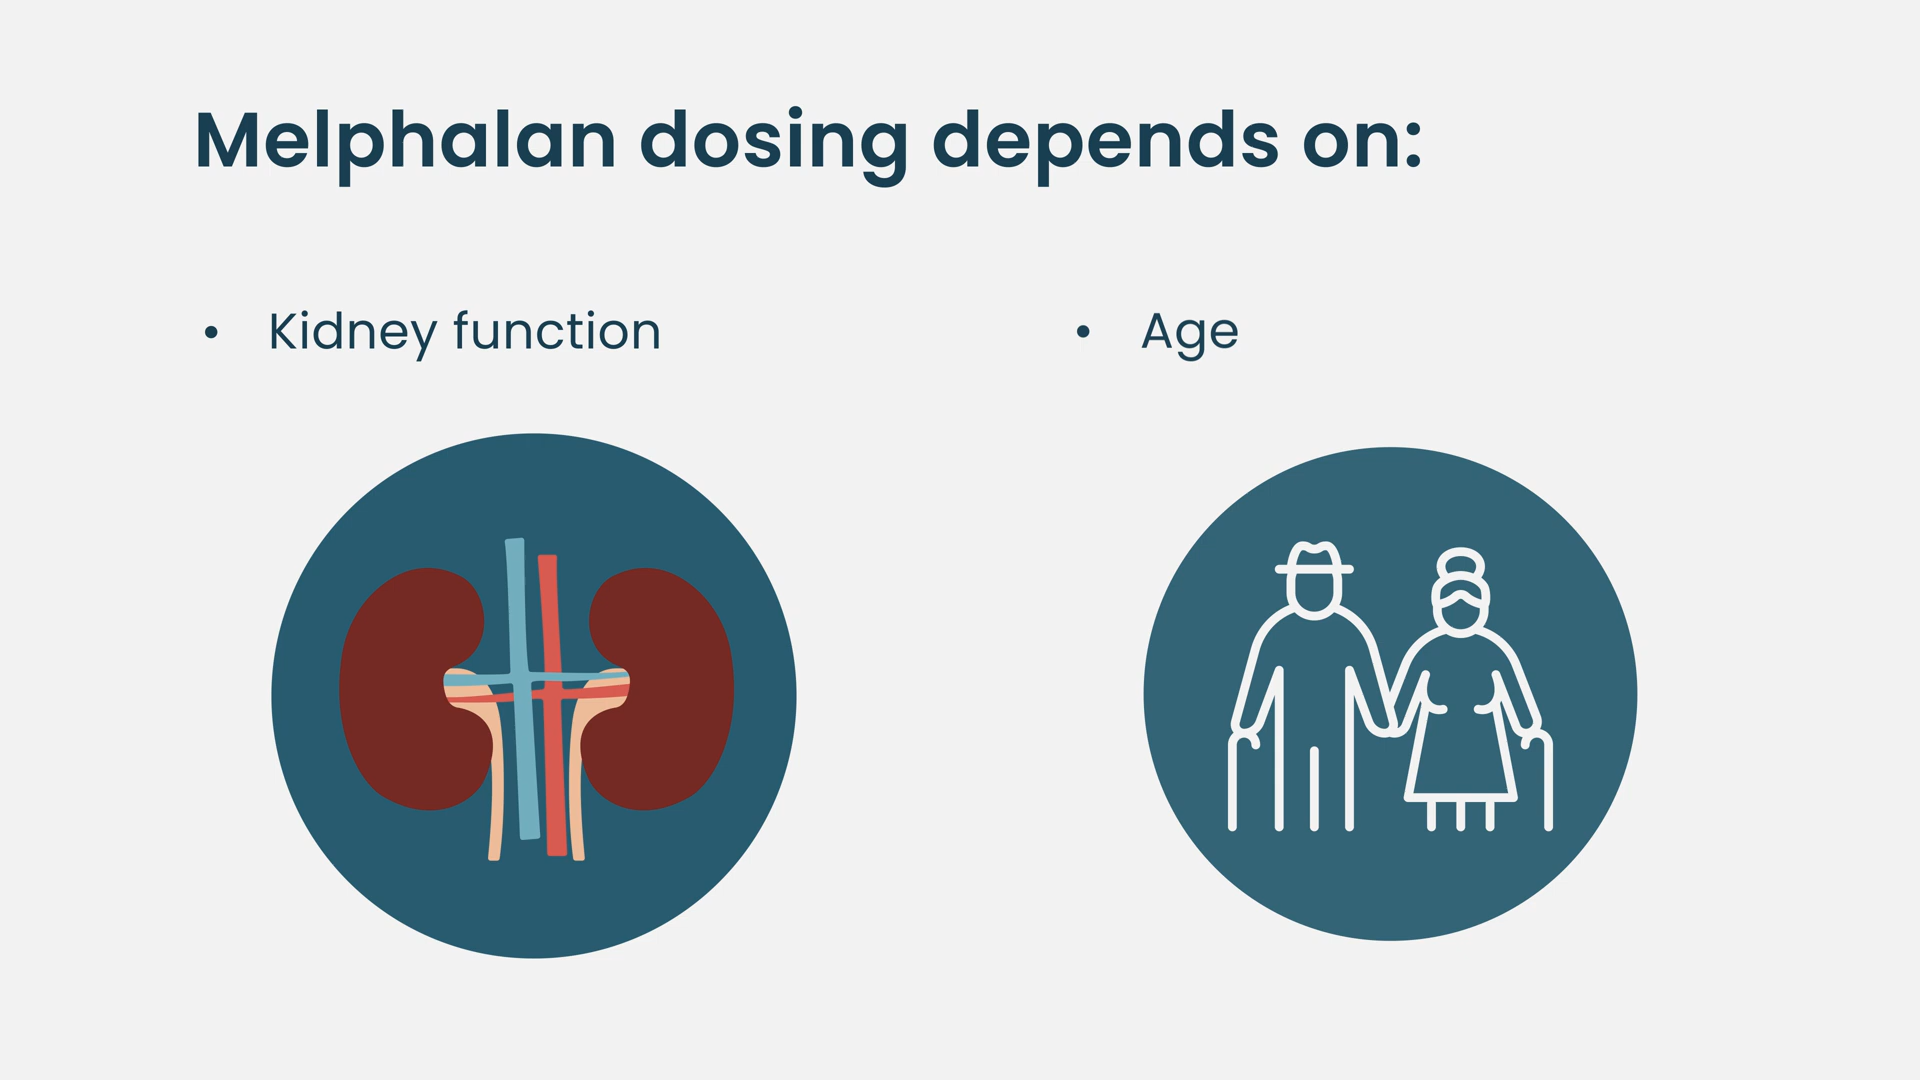 Melphalan dosing depends on:
• Kidney function
• Age